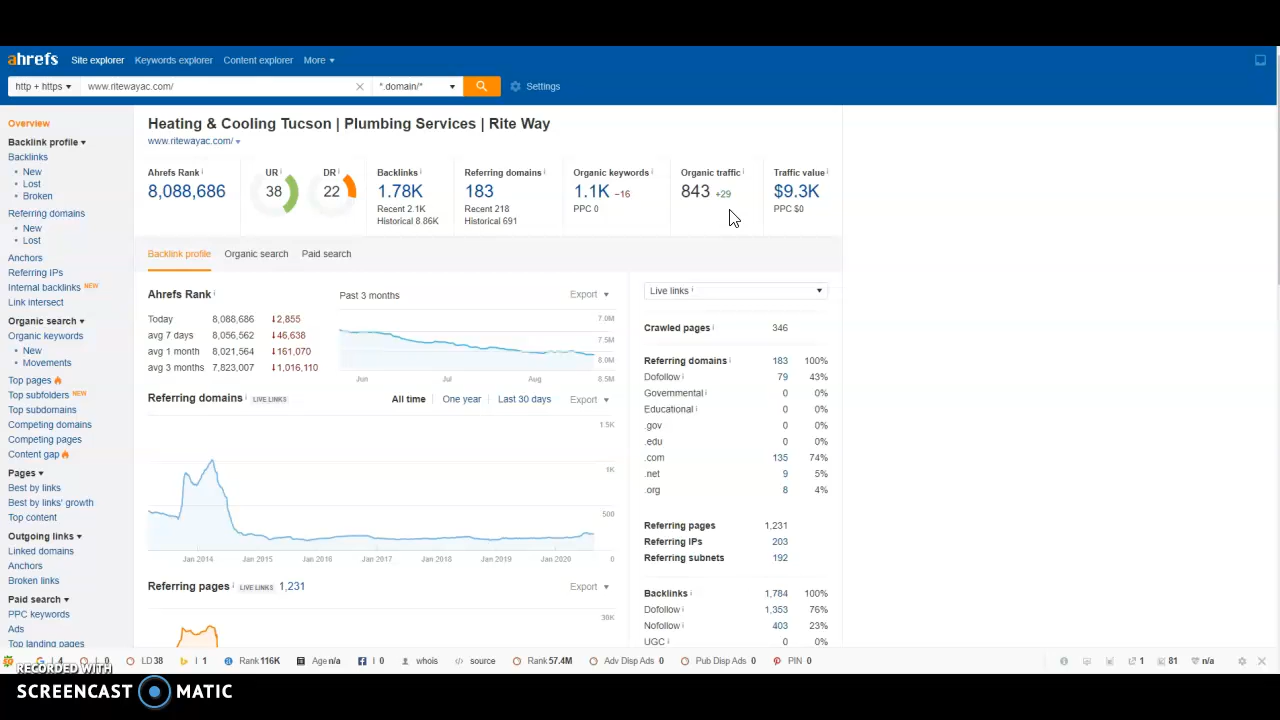 ahrefs Site explorer Keywords explorer Content explorer More
http + https www.ritewayac.com/ *.domain/* Settings
Overview
Backlink profile
Backlinks
New
Lost
Broken
Referring domains
New
Lost
Anchors
Referring IPs
Internal backlinks NEW
Link intersect
Organic search
Organic keywords
New
Movements
Top pages
Top subfolders NEW
Top subdomains
Competing domains
Competing pages
Content gap
Pages
Best by links
Best by links' growth
Top content
Outgoing links
Linked domains
Anchors
Broken links
Paid search
PPC keywords
Ads
Top landing pages
Heating & Cooling Tucson | Plumbing Services | Rite Way
www.ritewayac.com/
Ahrefs Rank UR DR Backlinks Referring domains Organic keywords Organic traffic Traffic value
8,088,686 38 22 1.78K 183 1.1K −16 843 +29 $9.3K
Recent 2.1K Recent 218 PPC 0 PPC $0
Historical 8.86K Historical 691
Backlink profile Organic search Paid search
Ahrefs Rank Past 3 months Export
Today 8,088,686 ↓2,855
avg 7 days 8,056,562 ↓46,638
avg 1 month 8,021,564 ↓161,070
avg 3 months 7,823,007 ↓1,016,110
7.0M
7.5M
8.0M
8.5M
Jun Jul Aug
Referring domains LIVE LINKS All time One year Last 30 days Export
1.5K
1K
500
0
Jan 2014 Jan 2015 Jan 2016 Jan 2017 Jan 2018 Jan 2019 Jan 2020
Referring pages LIVE LINKS 1,231 Export
Live links
Crawled pages 346
Referring domains 183 100%
Dofollow 79 43%
Governmental 0 0%
Educational 0 0%
.gov 0 0%
.edu 0 0%
.com 135 74%
.net 9 5%
.org 8 4%
Referring pages 1,231
Referring IPs 203
Referring subnets 192
Backlinks 1,784 100%
Dofollow 1,353 76%
Nofollow 403 23%
UGC 0 0%
LD 38 1 Rank 116K Age n/a 0 whois source Rank 57.4M Adv Disp Ads 0 Pub Disp Ads 0 PIN 0 1 81 n/a
RECORDED WITH
SCREENCAST MATIC